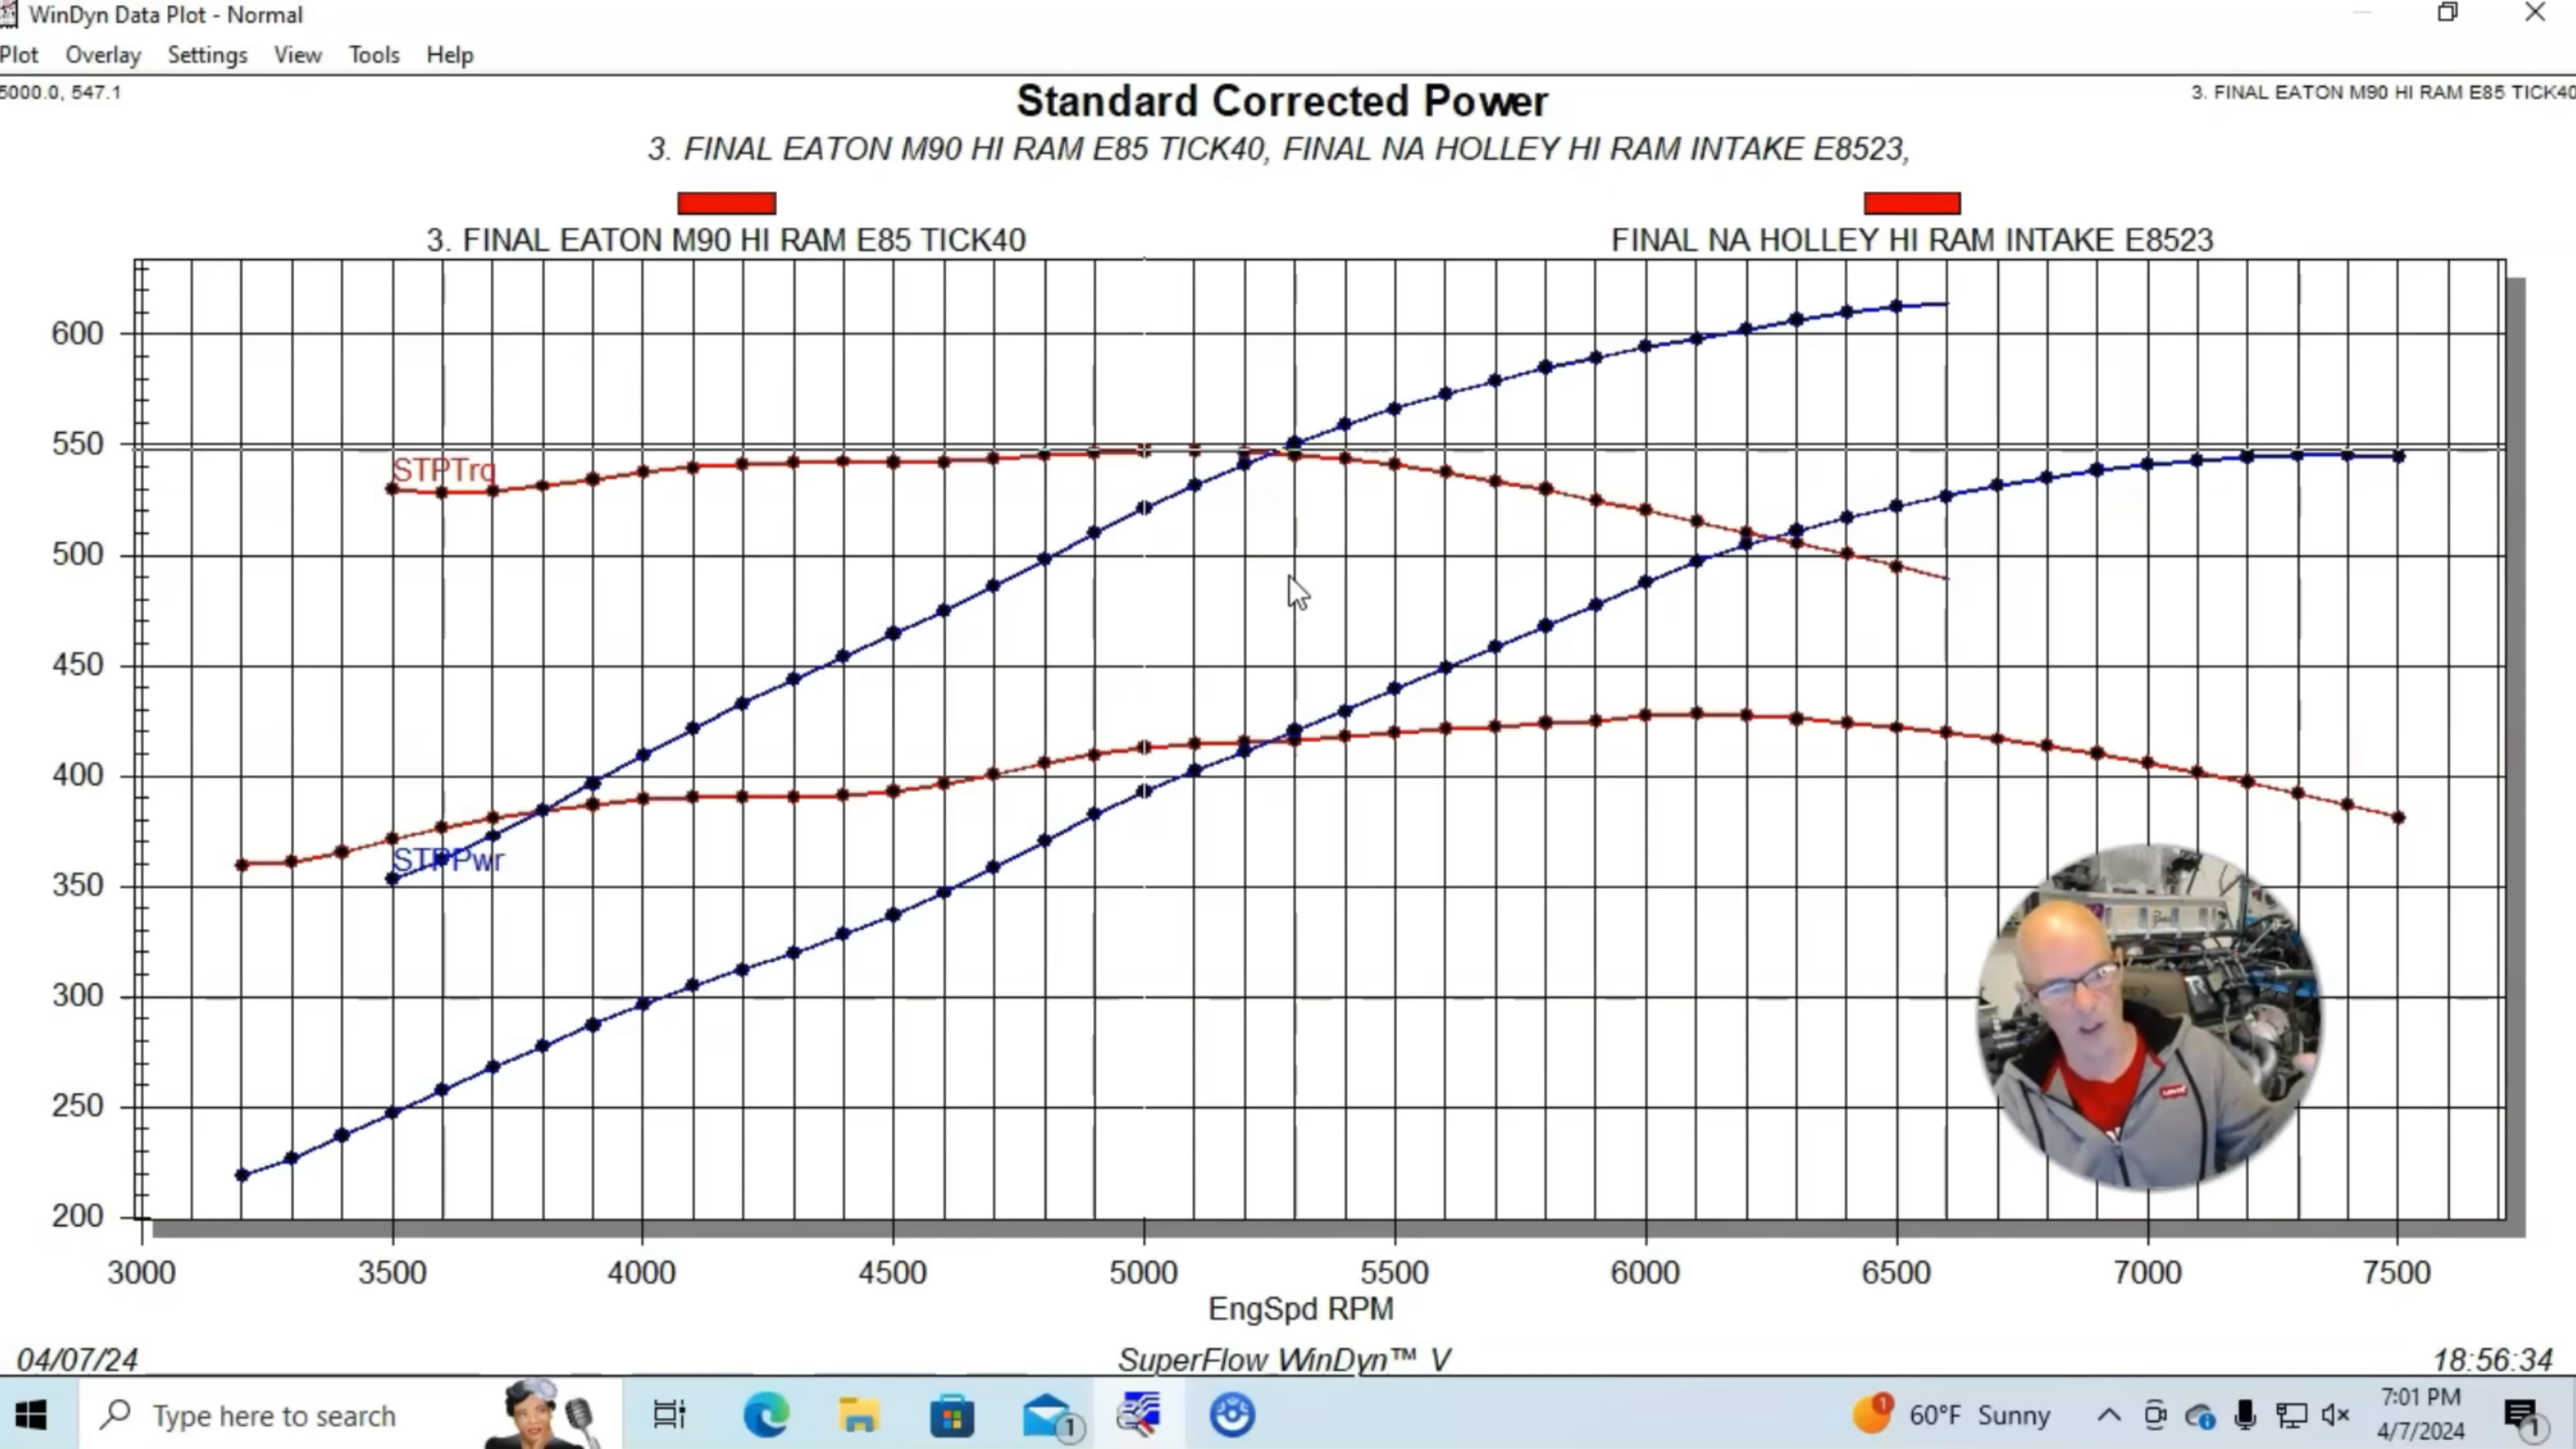 WinDyn Data Plot - Normal
Plot Overlay Settings View Tools Help
5000.0, 547.1
3. FINAL EATON M90 HI RAM E85 TICK40
Standard Corrected Power
3. FINAL EATON M90 HI RAM E85 TICK40, FINAL NA HOLLEY HI RAM INTAKE E8523,
3. FINAL EATON M90 HI RAM E85 TICK40
FINAL NA HOLLEY HI RAM INTAKE E8523
600
550
500
450
400
350
300
250
200
STPTrq
STPPwr
3000 3500 4000 4500 5000 5500 6000 6500 7000 7500
EngSpd RPM
04/07/24
SuperFlow WinDyn™ V
18:56:34
Type here to search
1
1
60°F Sunny
7:01 PM
4/7/2024
1